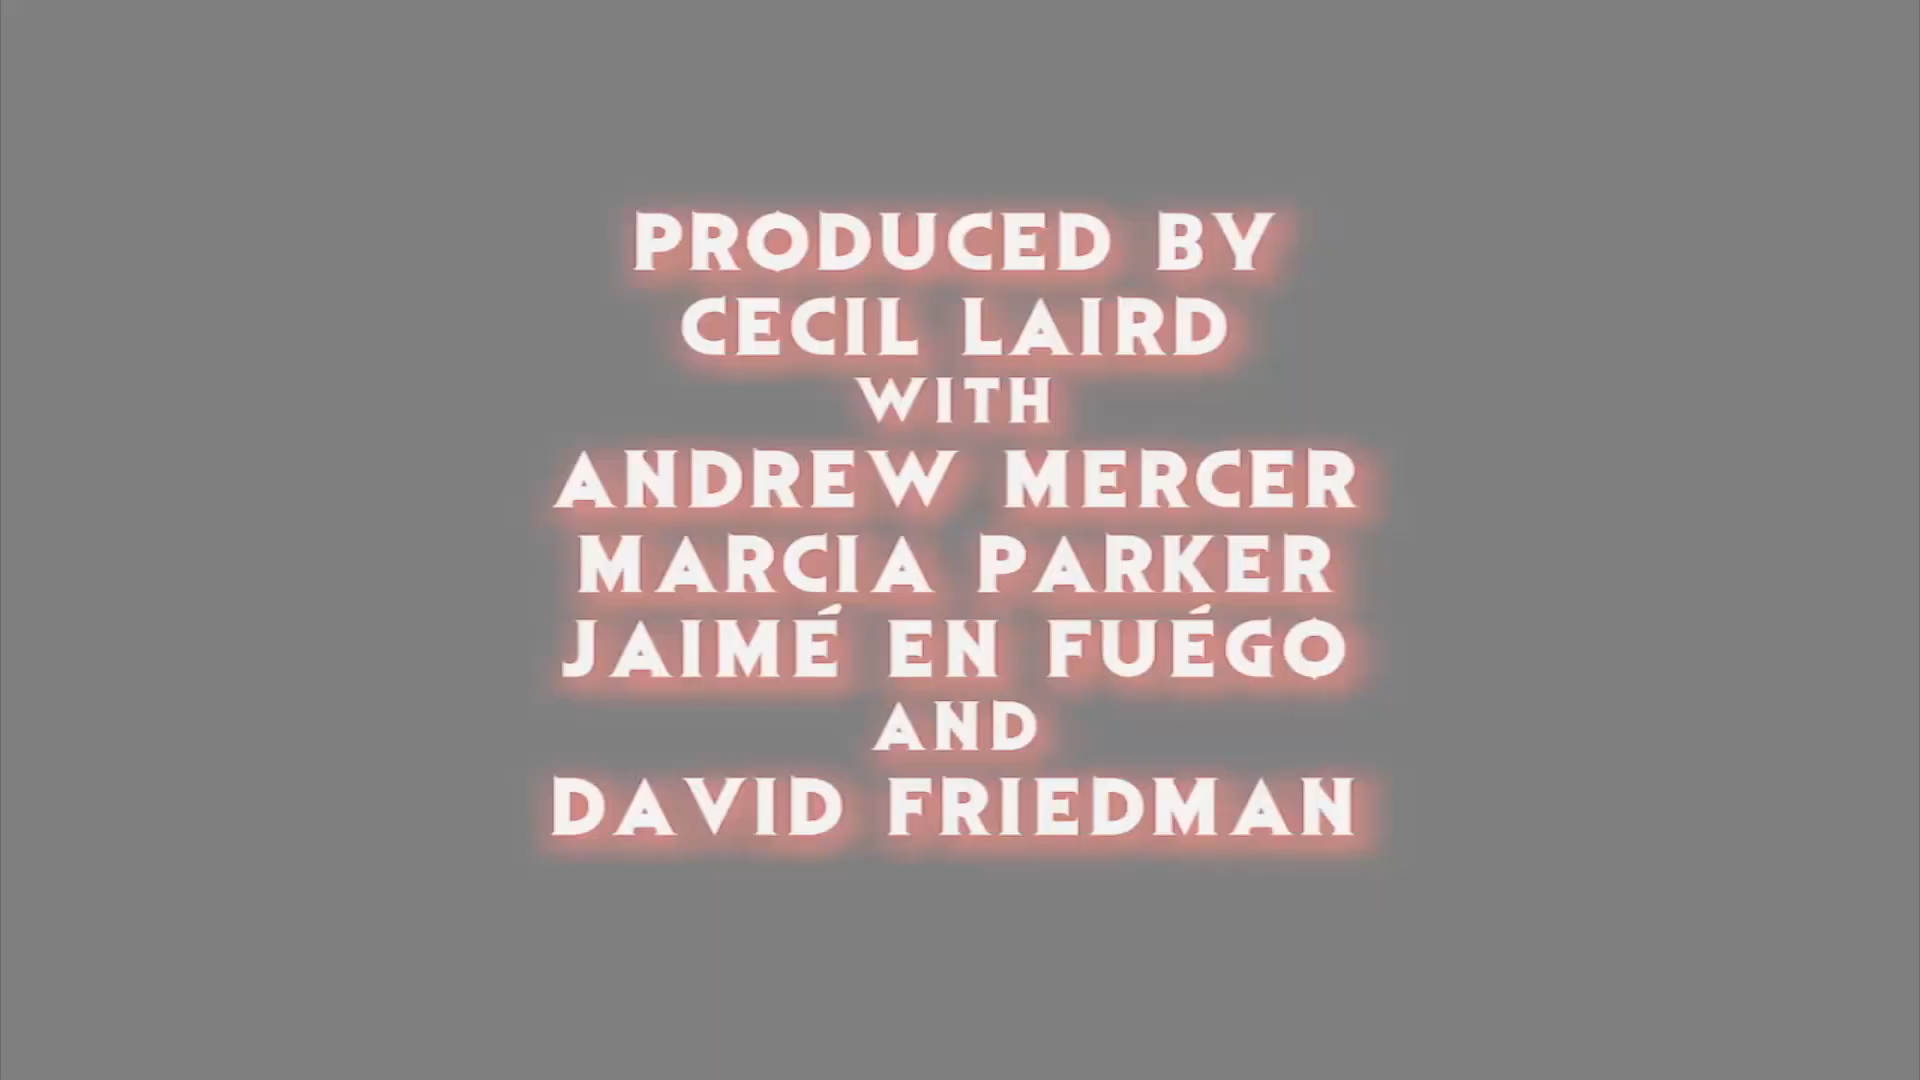 PRODUCED BY
CECIL LAIRD
WITH
ANDREW MERCER
MARCIA PARKER
JAIMÉ EN FUÉGO
AND
DAVID FRIEDMAN